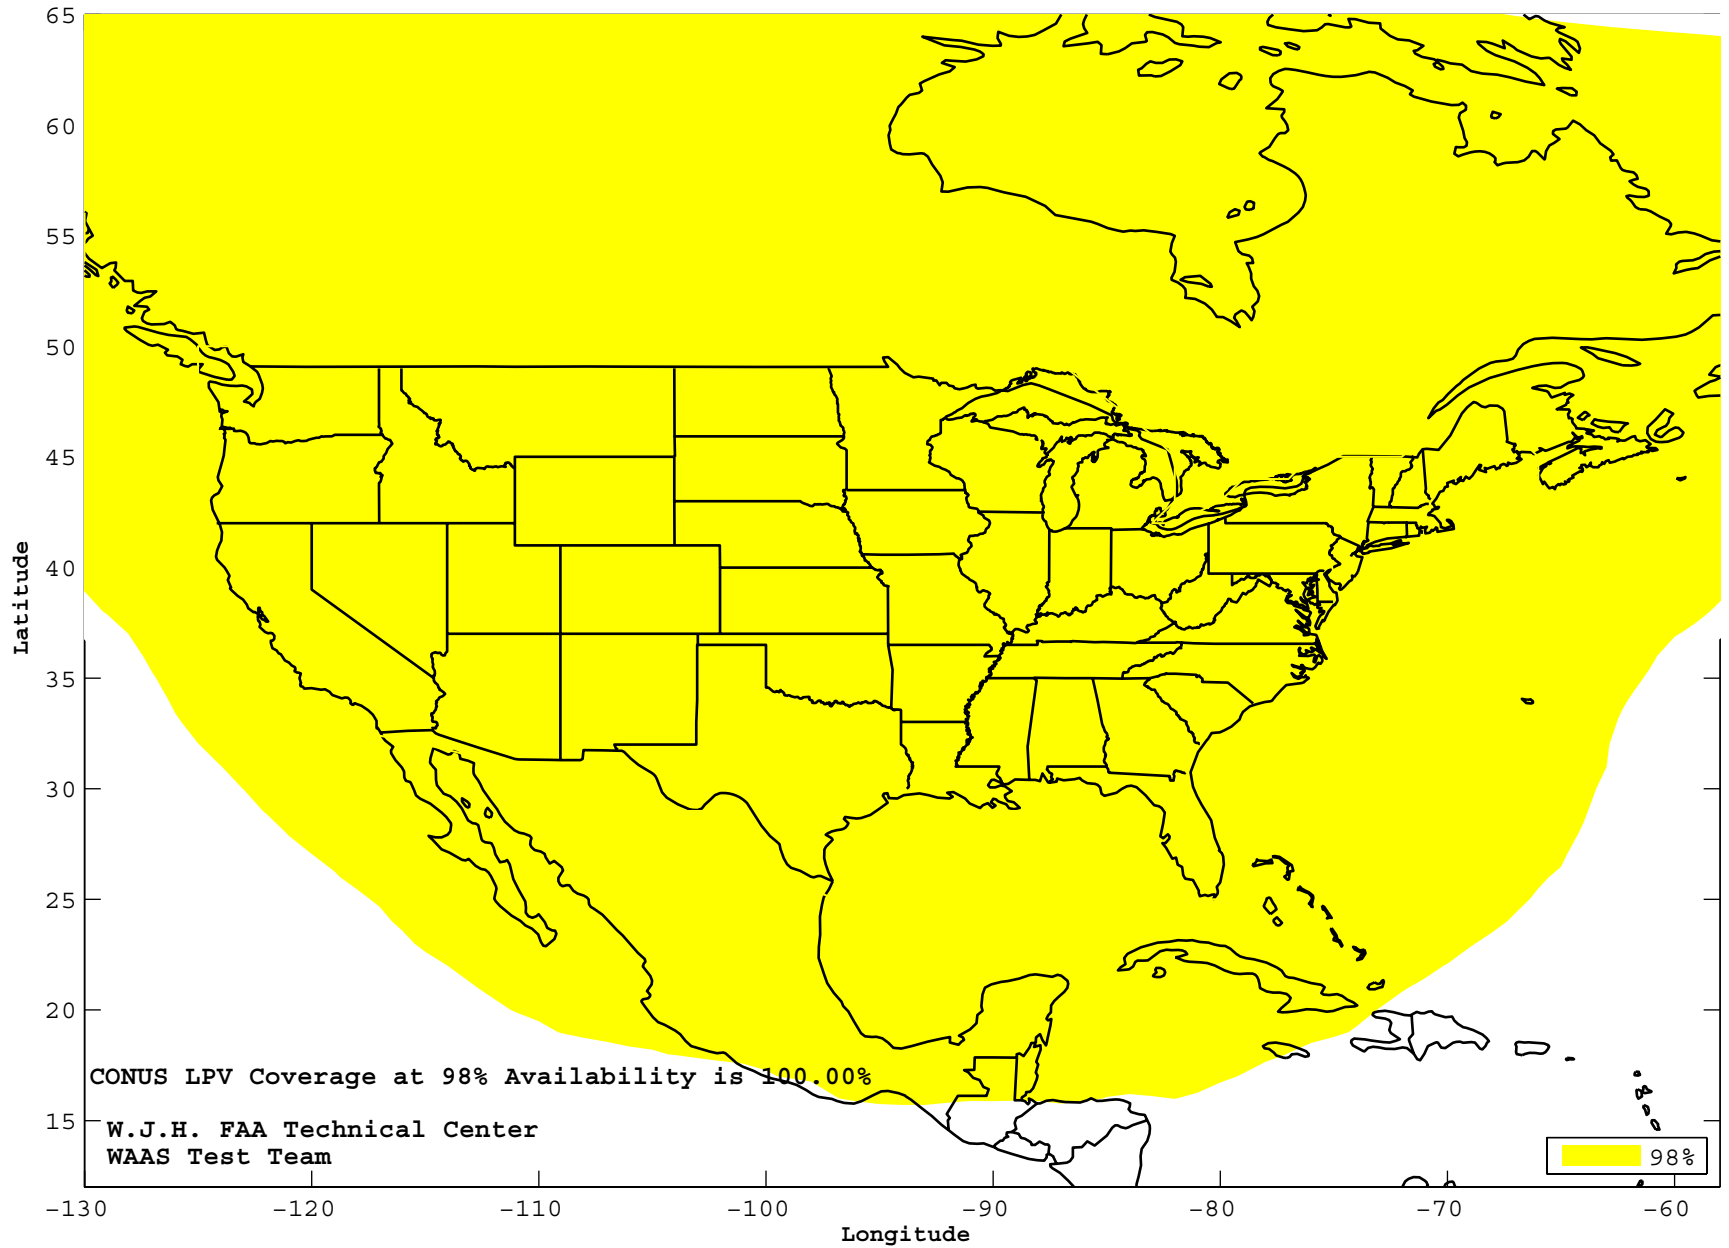 65
60
55
50
45
40
35
30
25
20
15
Latitude
CONUS LPV Coverage at 98% Availability is 100.00%
W.J.H. FAA Technical Center
WAAS Test Team
98%
-130 -120 -110 -100 -90 -80 -70 -60
Longitude